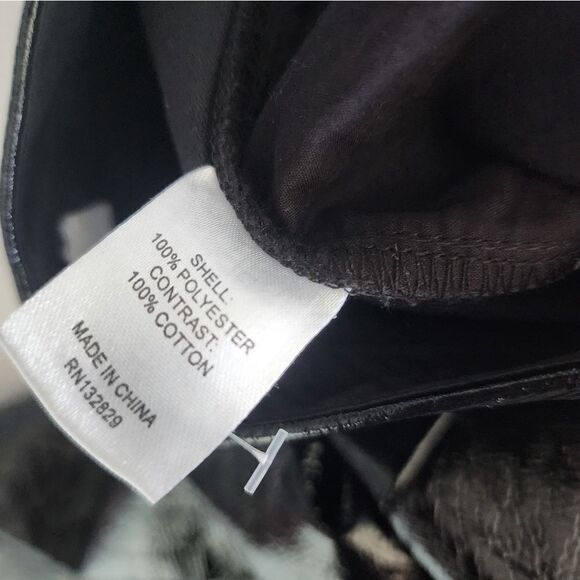 SHELL:
100% POLYESTER
CONTRAST:
100% COTTON
MADE IN CHINA
RN132829